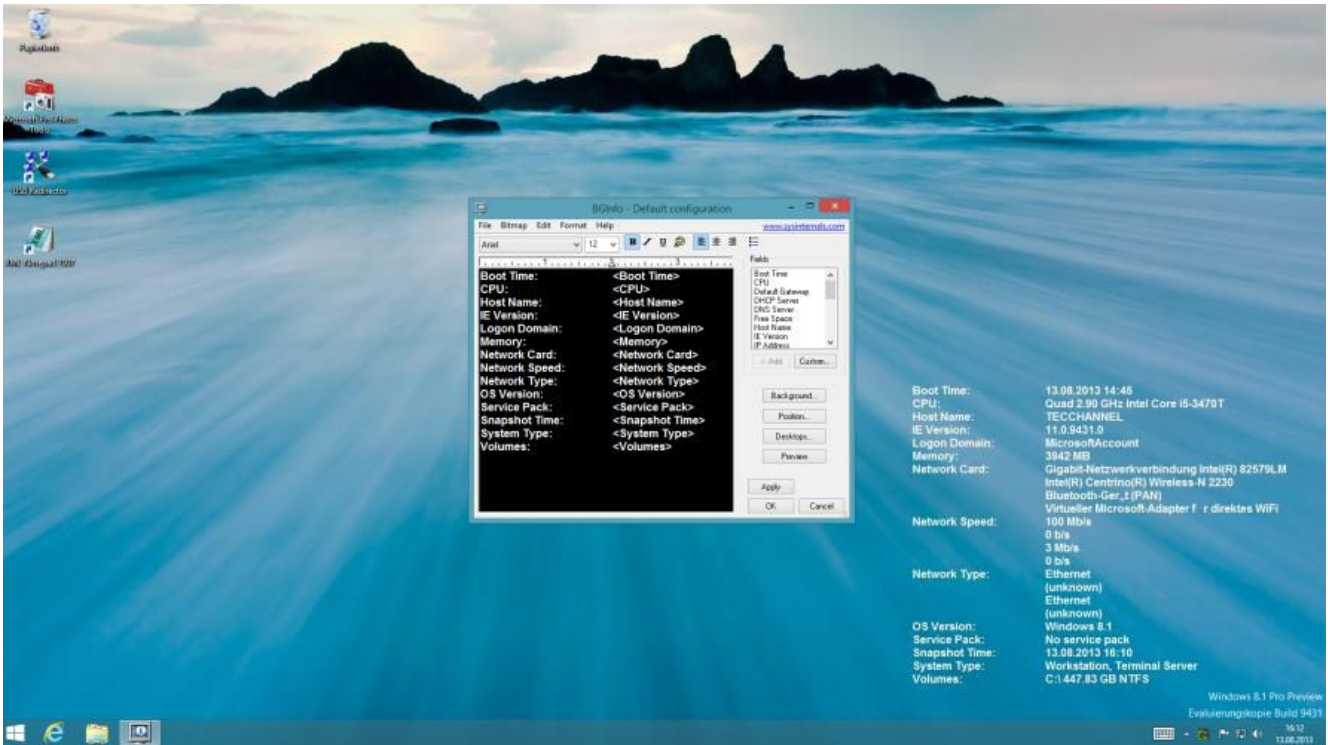 Papierkorb
Microsoft Pro Photo
Tools
USB Redirector
BGInfo - Default configuration
File Bitmap Edit Format Help
www.sysinternals.com
Arial 12 B I U
Fields
Boot Time: <Boot Time>
CPU: <CPU>
Host Name: <Host Name>
IE Version: <IE Version>
Logon Domain: <Logon Domain>
Memory: <Memory>
Network Card: <Network Card>
Network Speed: <Network Speed>
Network Type: <Network Type>
OS Version: <OS Version>
Service Pack: <Service Pack>
Snapshot Time: <Snapshot Time>
System Type: <System Type>
Volumes: <Volumes>
Boot Time
CPU
Default Gateway
DHCP Server
DNS Server
Free Space
Host Name
IE Version
IP Address
<- Add Custom...
Background...
Position...
Desktops...
Preview
Apply
OK Cancel
Boot Time: 13.08.2013 14:45
CPU: Quad 2.90 GHz Intel Core i5-3470T
Host Name: TECCHANNEL
IE Version: 11.0.9431.0
Logon Domain: MicrosoftAccount
Memory: 3942 MB
Network Card: Gigabit-Netzwerkverbindung Intel(R) 82579LM
Intel(R) Centrino(R) Wireless-N 2230
Bluetooth-Ger„t (PAN)
Virtueller Microsoft-Adapter f r direktes WiFi
Network Speed: 100 Mb/s
0 b/s
3 Mb/s
0 b/s
Network Type: Ethernet
(unknown)
Ethernet
(unknown)
OS Version: Windows 8.1
Service Pack: No service pack
Snapshot Time: 13.08.2013 16:10
System Type: Workstation, Terminal Server
Volumes: C:\ 447.83 GB NTFS
Windows 8.1 Pro Preview
Evaluierungskopie Build 9431
16:12
13.08.2013